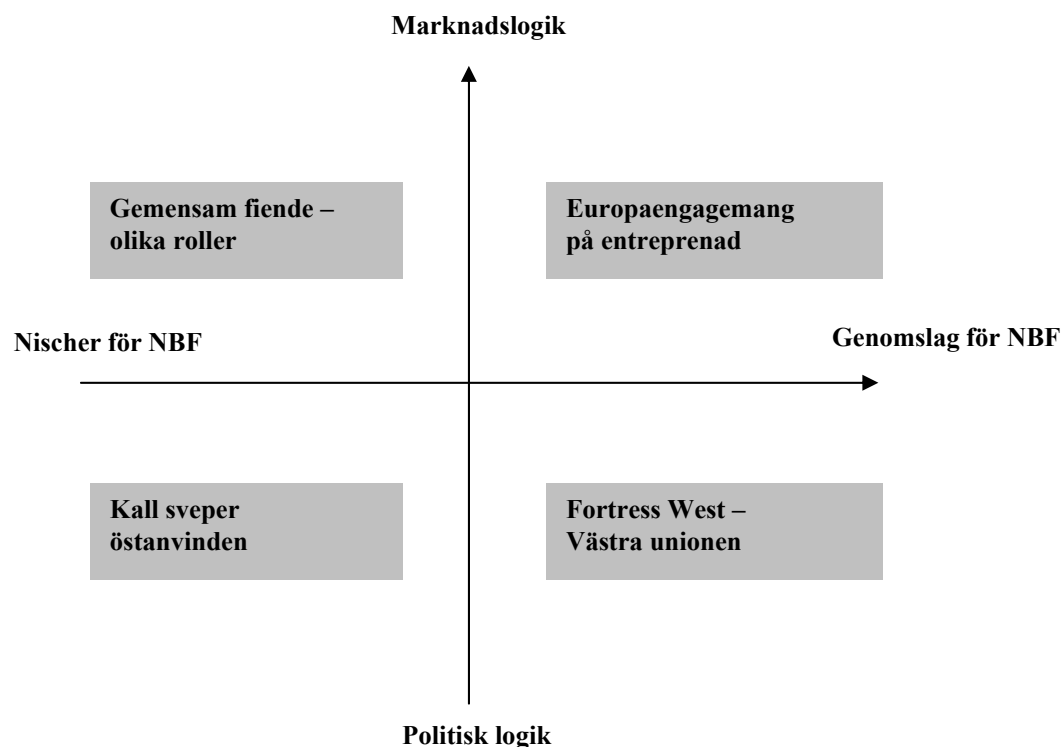 Marknadslogik
Gemensam fiende –
olika roller
Europaengagemang
på entreprenad
Nischer för NBF
Genomslag för NBF
Kall sveper
östanvinden
Fortress West –
Västra unionen
Politisk logik